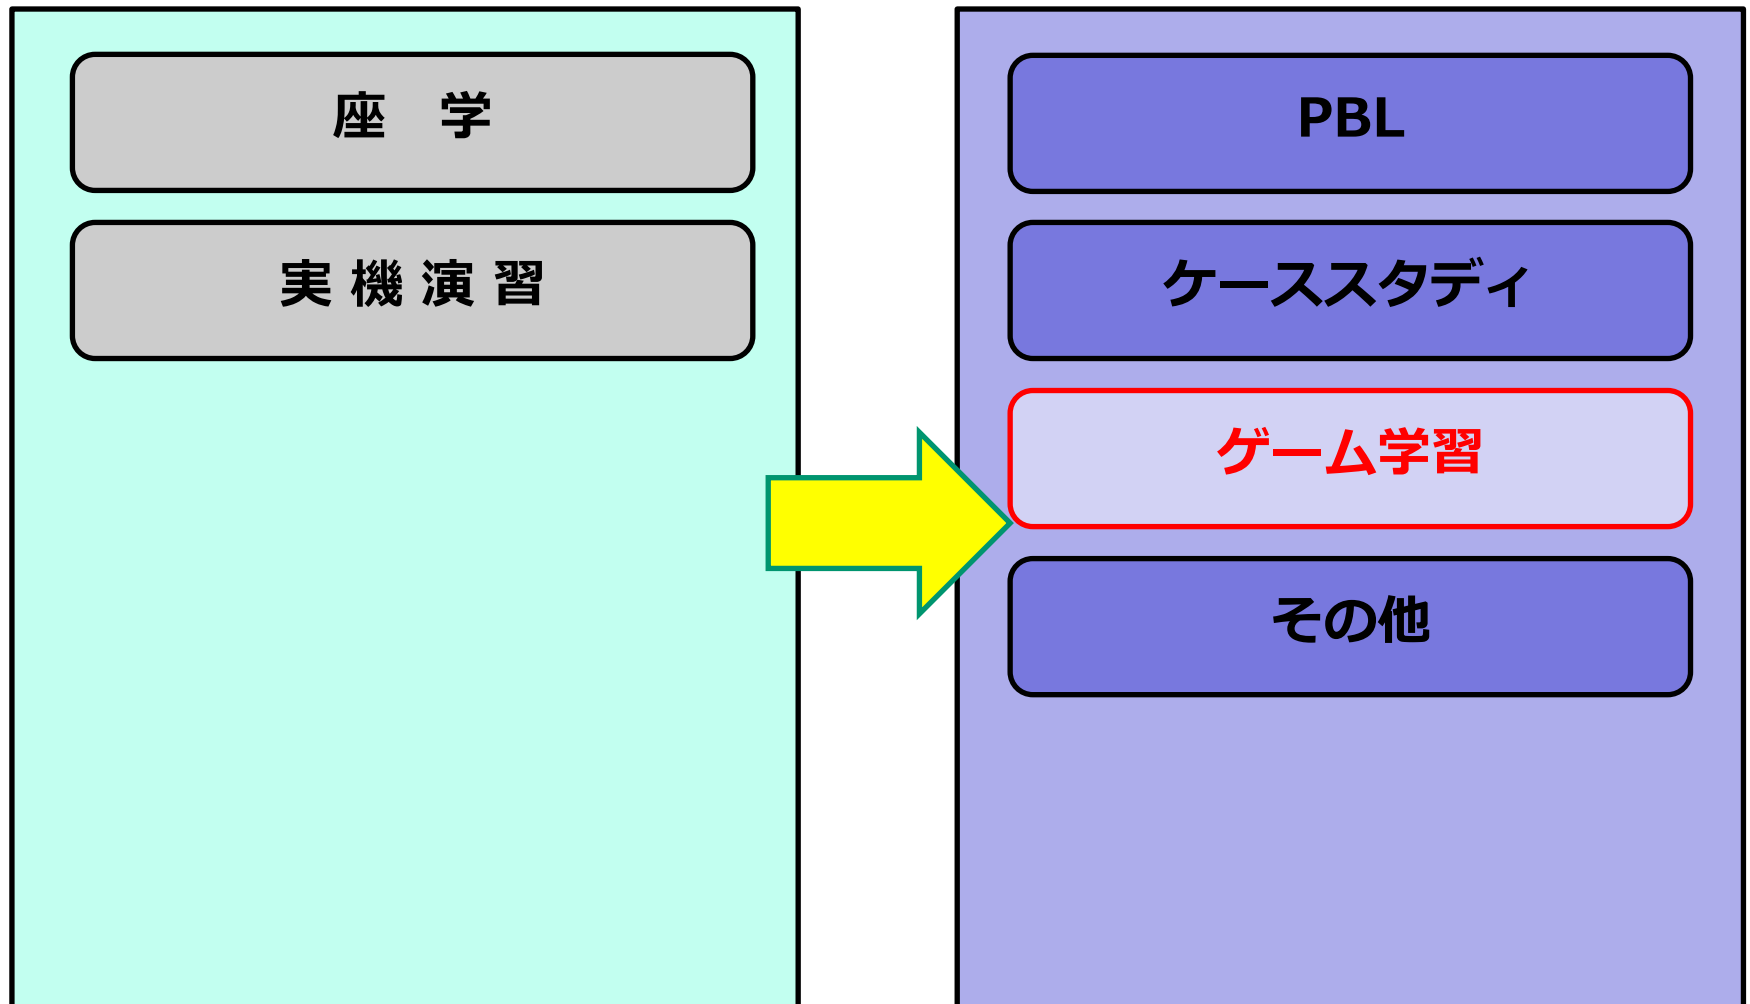 座　学
実 機 演 習
PBL
ケーススタディ
ゲーム学習
その他